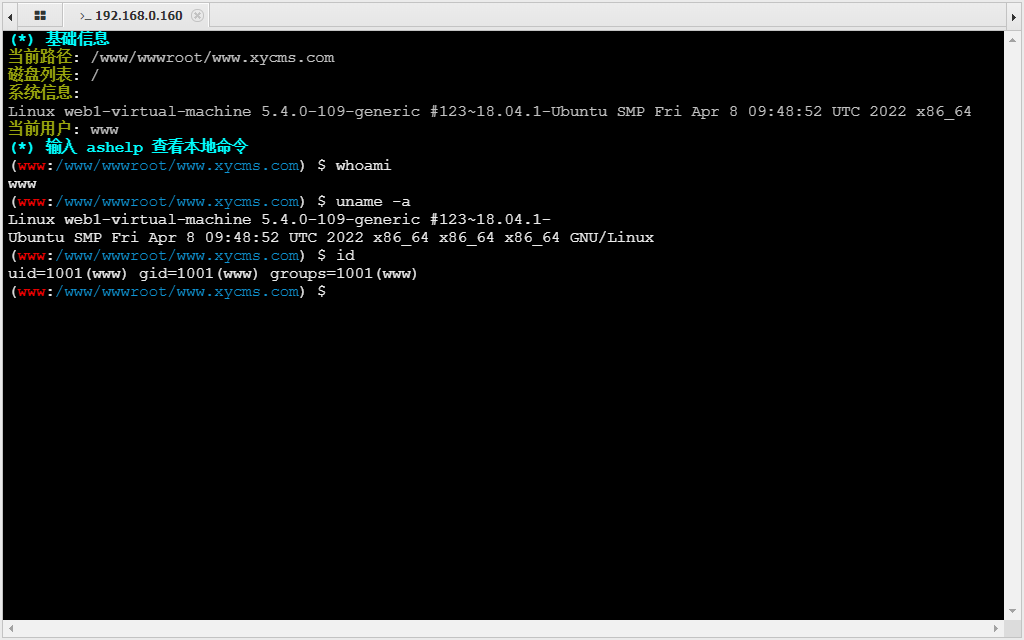 >_ 192.168.0.160
(*) 基础信息
当前路径: /www/wwwroot/www.xycms.com
磁盘列表: /
系统信息:
Linux web1-virtual-machine 5.4.0-109-generic #123~18.04.1-Ubuntu SMP Fri Apr 8 09:48:52 UTC 2022 x86_64
当前用户: www
(*) 输入 ashelp 查看本地命令
(www:/www/wwwroot/www.xycms.com) $ whoami
www
(www:/www/wwwroot/www.xycms.com) $ uname -a
Linux web1-virtual-machine 5.4.0-109-generic #123~18.04.1-
Ubuntu SMP Fri Apr 8 09:48:52 UTC 2022 x86_64 x86_64 x86_64 GNU/Linux
(www:/www/wwwroot/www.xycms.com) $ id
uid=1001(www) gid=1001(www) groups=1001(www)
(www:/www/wwwroot/www.xycms.com) $